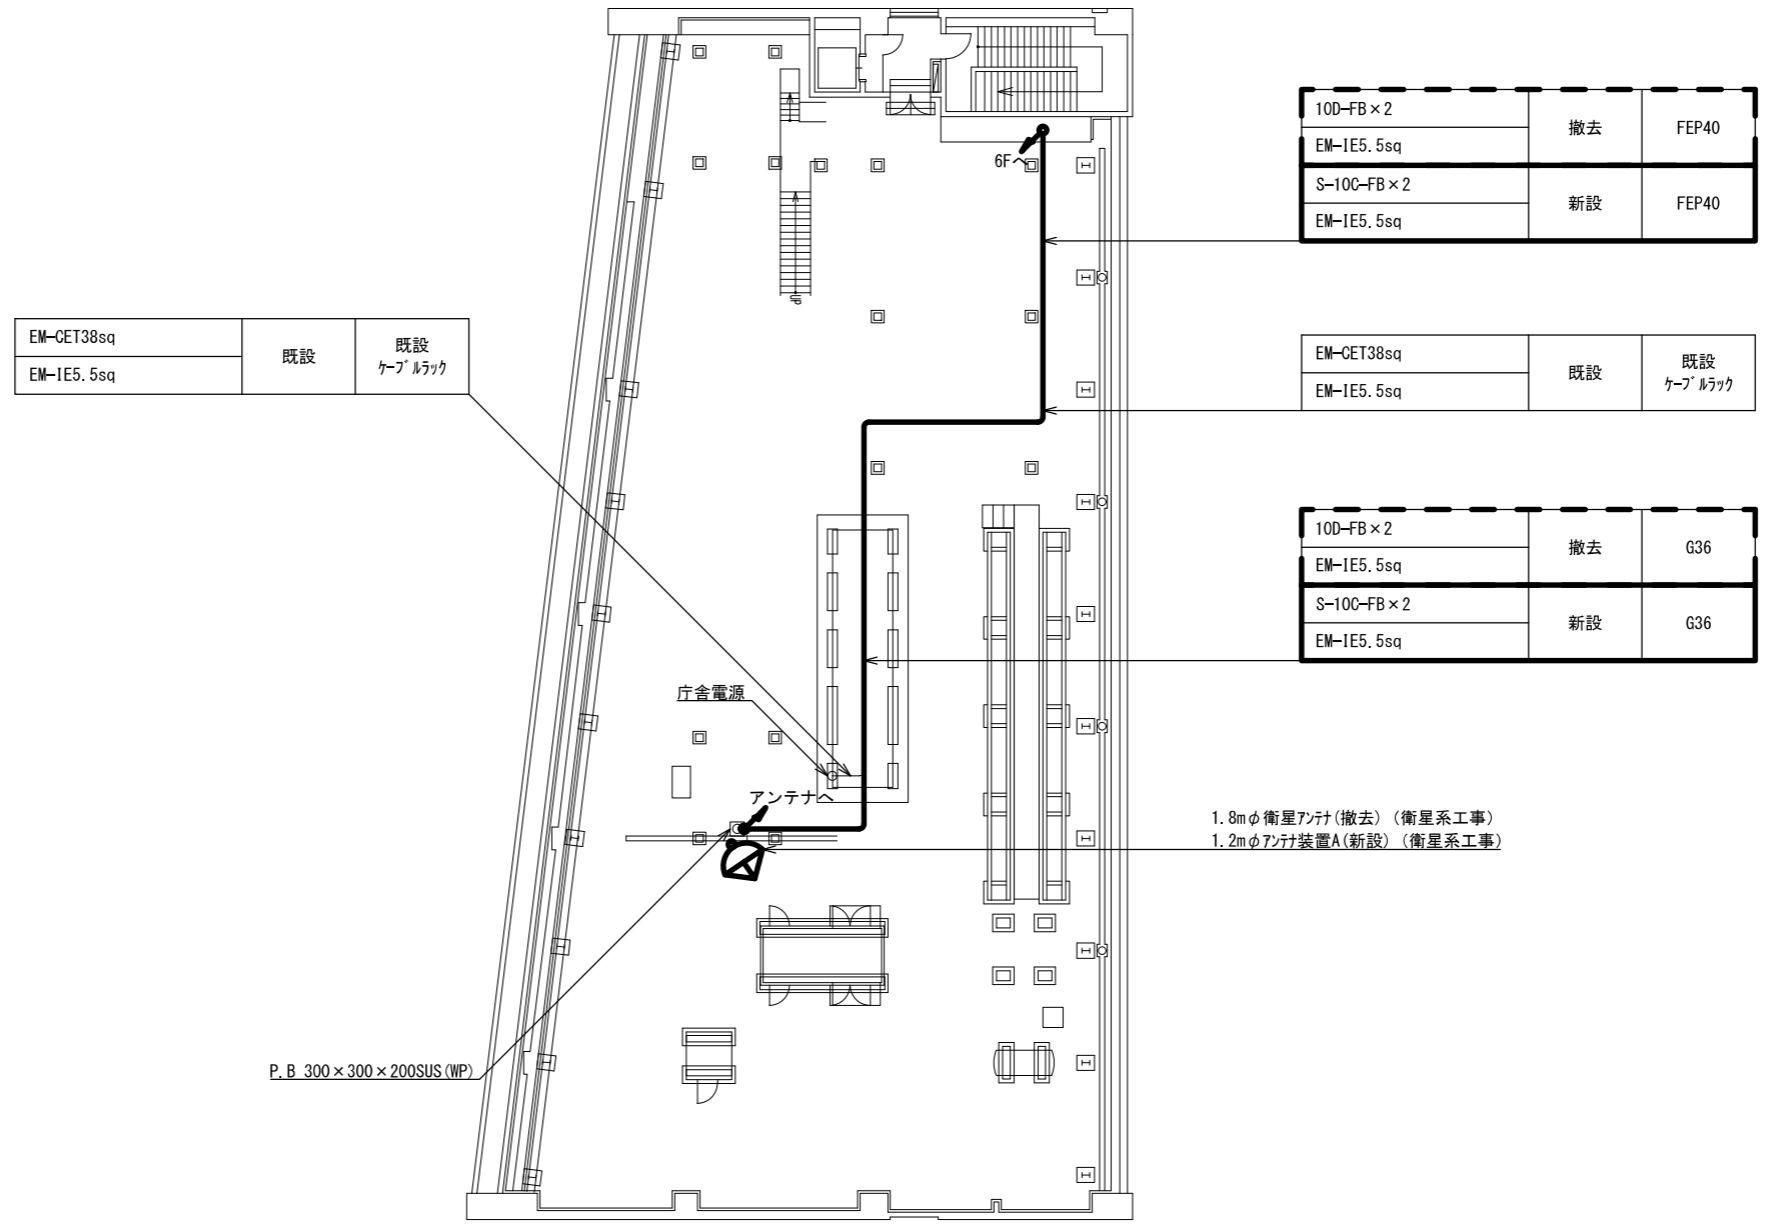 10D-FB×2
撤去
FEP40
EM-IE5.5sq
S-10C-FB×2
新設
FEP40
EM-IE5.5sq
6Fへ
UP
EM-CET38sq
既設
既設
ケーブルラック
EM-IE5.5sq
EM-CET38sq
既設
既設
ケーブルラック
EM-IE5.5sq
10D-FB×2
撤去
G36
EM-IE5.5sq
S-10C-FB×2
新設
G36
EM-IE5.5sq
庁舎電源
アンテナへ
1.8mφ衛星アンテナ(撤去)（衛星系工事）
1.2mφアンテナ装置A(新設)（衛星系工事）
P.B 300×300×200SUS(WP)